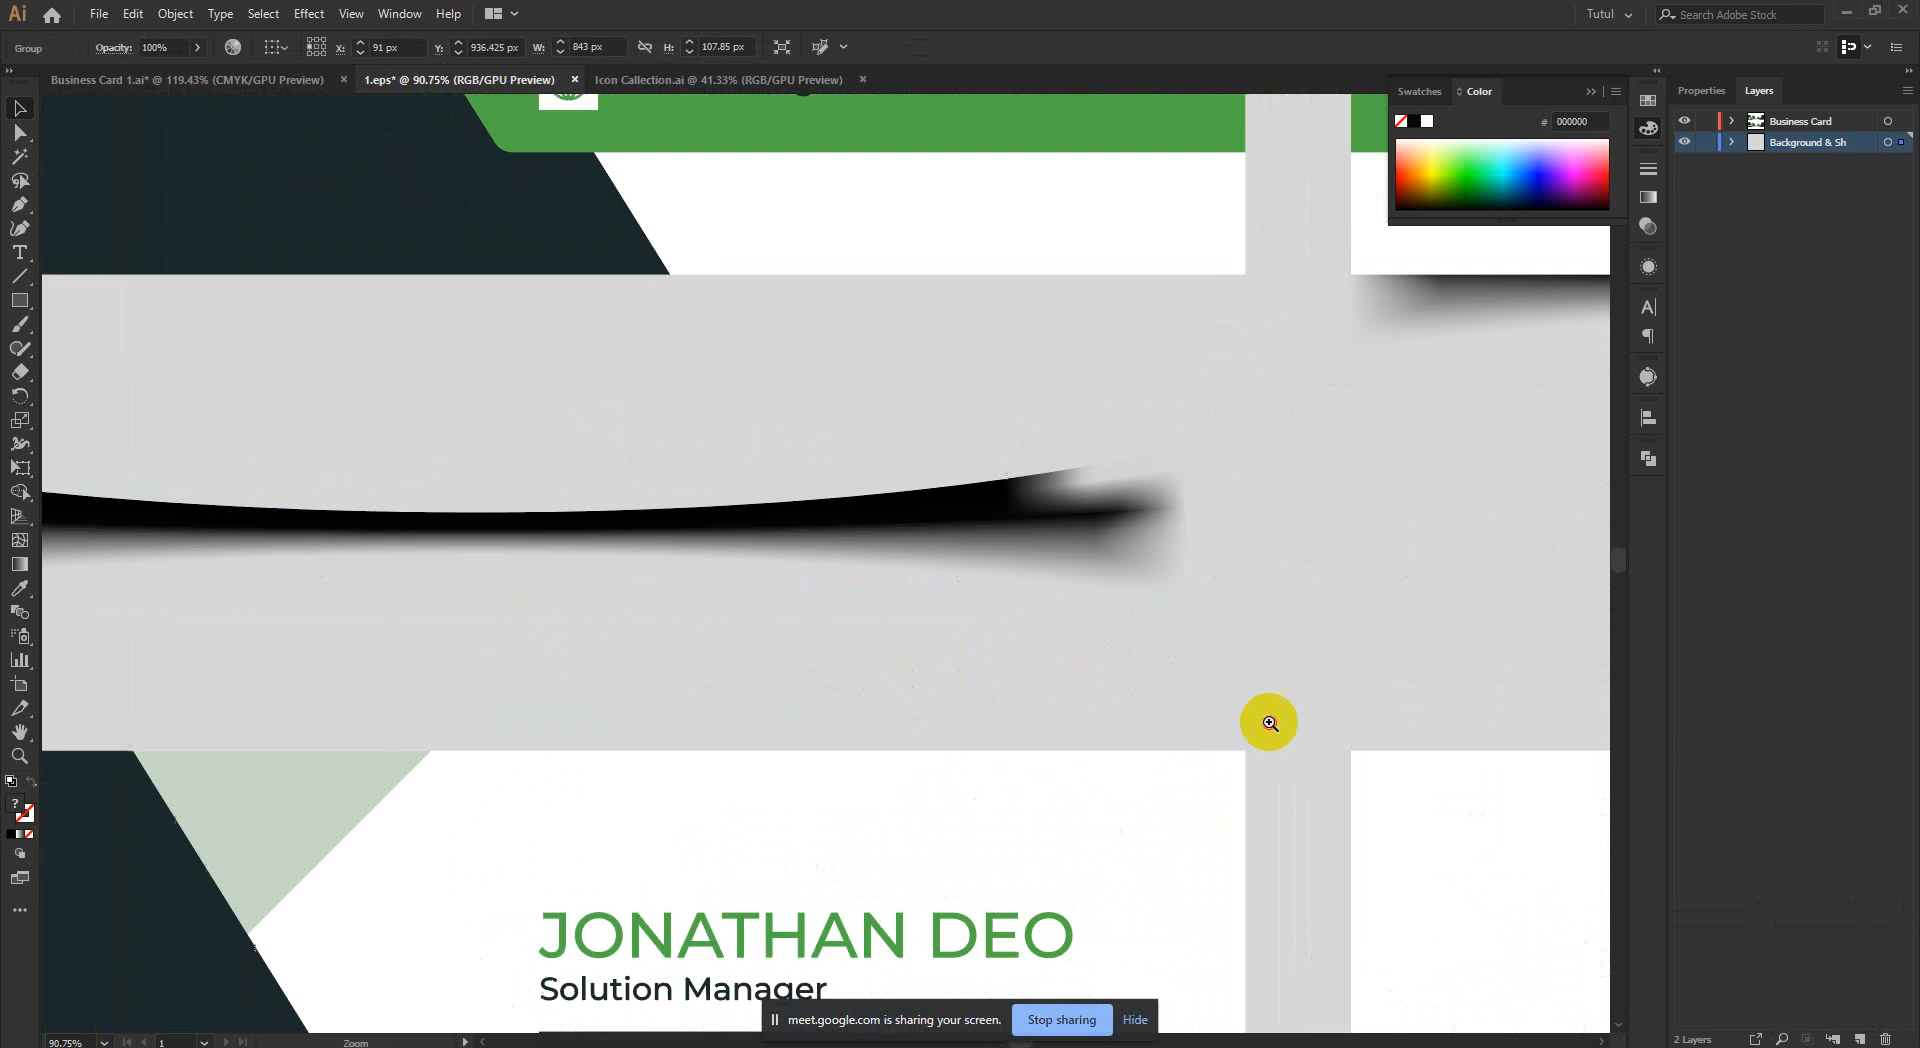 Ai File Edit Object Type Select Effect View Window Help Tutul Search Adobe Stock
Group Opacity: 100% X: 91 px Y: 936.425 px W: 843 px H: 107.85 px
Business Card 1.ai* @ 119.43% (CMYK/GPU Preview) × 1.eps* @ 90.75% (RGB/GPU Preview) × Icon Callection.ai @ 41.33% (RGB/GPU Preview) ×
Swatches Color
# 000000
Properties Layers
Business Card
Background & Sh
JONATHAN DEO
Solution Manager
meet.google.com is sharing your screen. Stop sharing Hide
90.75% 1 Zoom
2 Layers